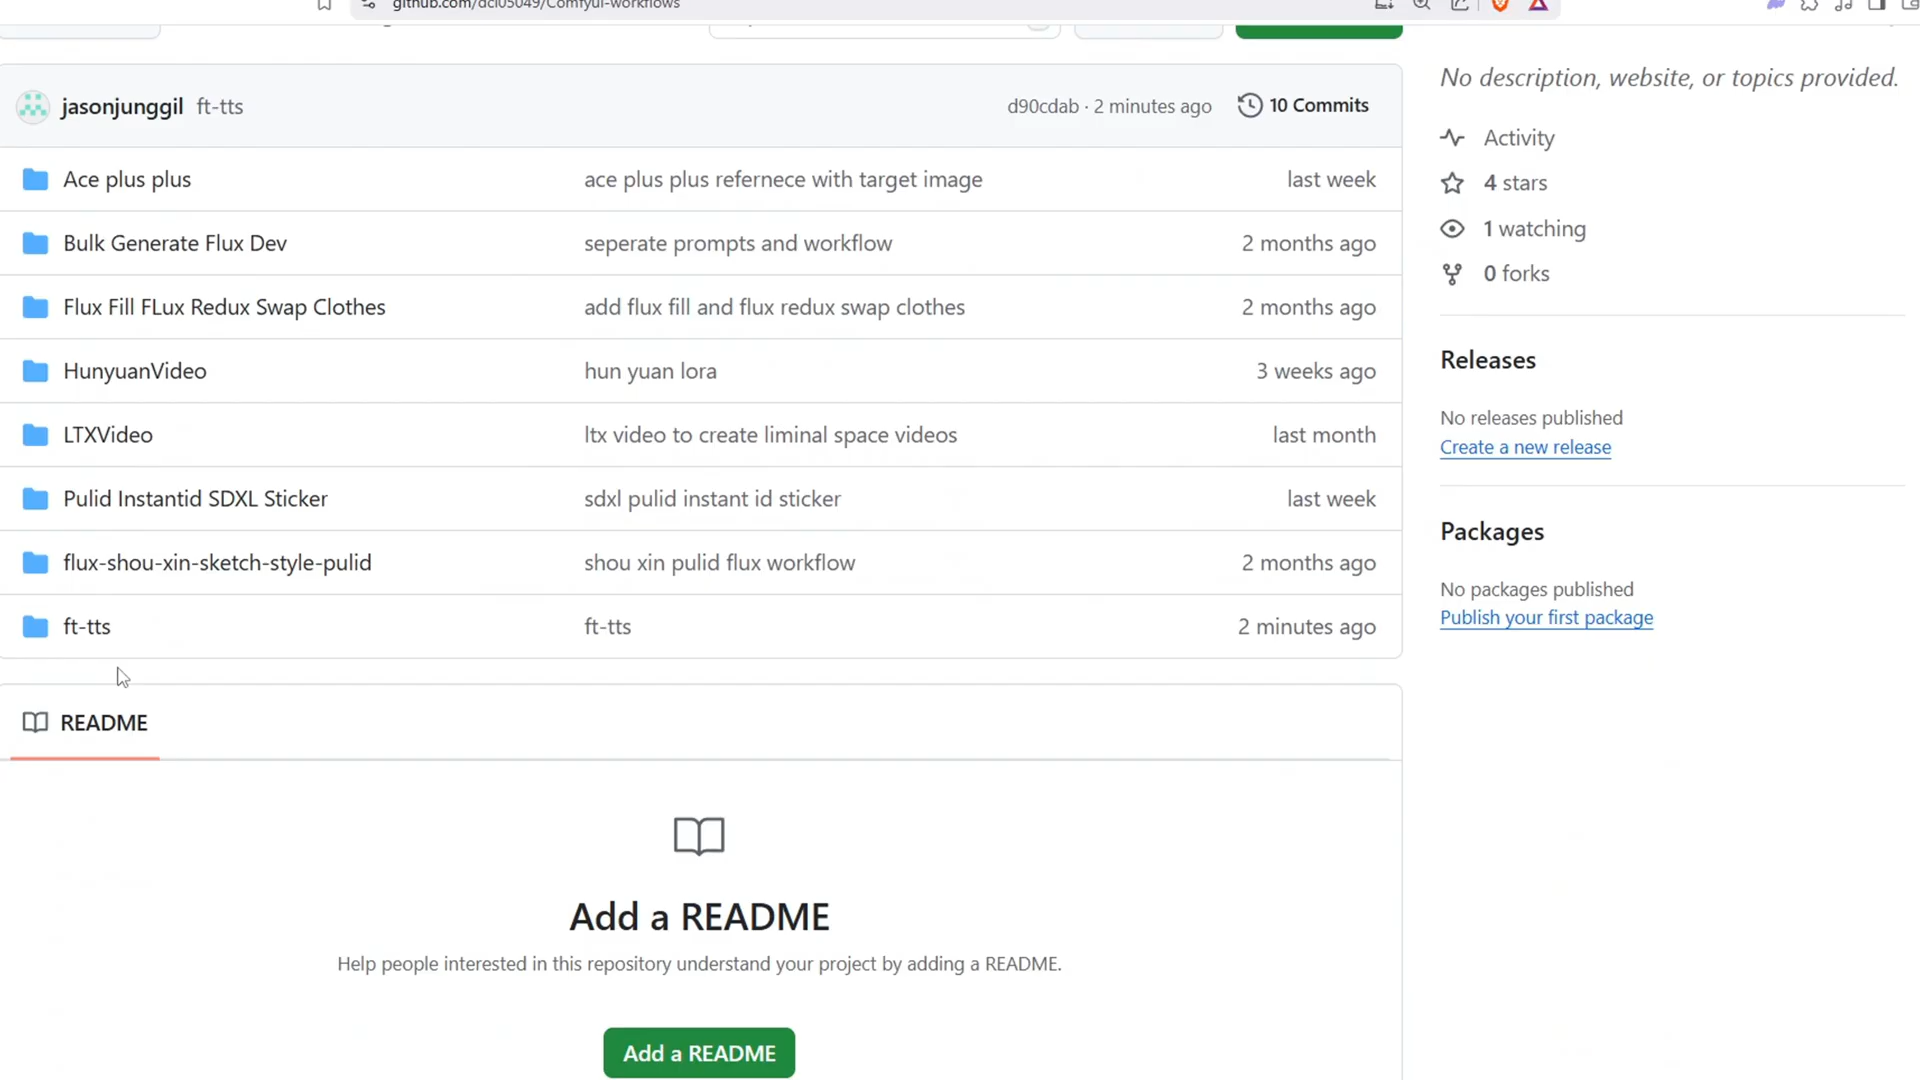 github.com/dci05049/Comfyui-workflows
jasonjunggil ft-tts d90cdab · 2 minutes ago 10 Commits
Ace plus plus ace plus plus refernece with target image last week
Bulk Generate Flux Dev seperate prompts and workflow 2 months ago
Flux Fill FLux Redux Swap Clothes add flux fill and flux redux swap clothes 2 months ago
HunyuanVideo hun yuan lora 3 weeks ago
LTXVideo ltx video to create liminal space videos last month
Pulid Instantid SDXL Sticker sdxl pulid instant id sticker last week
flux-shou-xin-sketch-style-pulid shou xin pulid flux workflow 2 months ago
ft-tts ft-tts 2 minutes ago
README
Add a README
Help people interested in this repository understand your project by adding a README.
Add a README
No description, website, or topics provided.
Activity
4 stars
1 watching
0 forks
Releases
No releases published
Create a new release
Packages
No packages published
Publish your first package